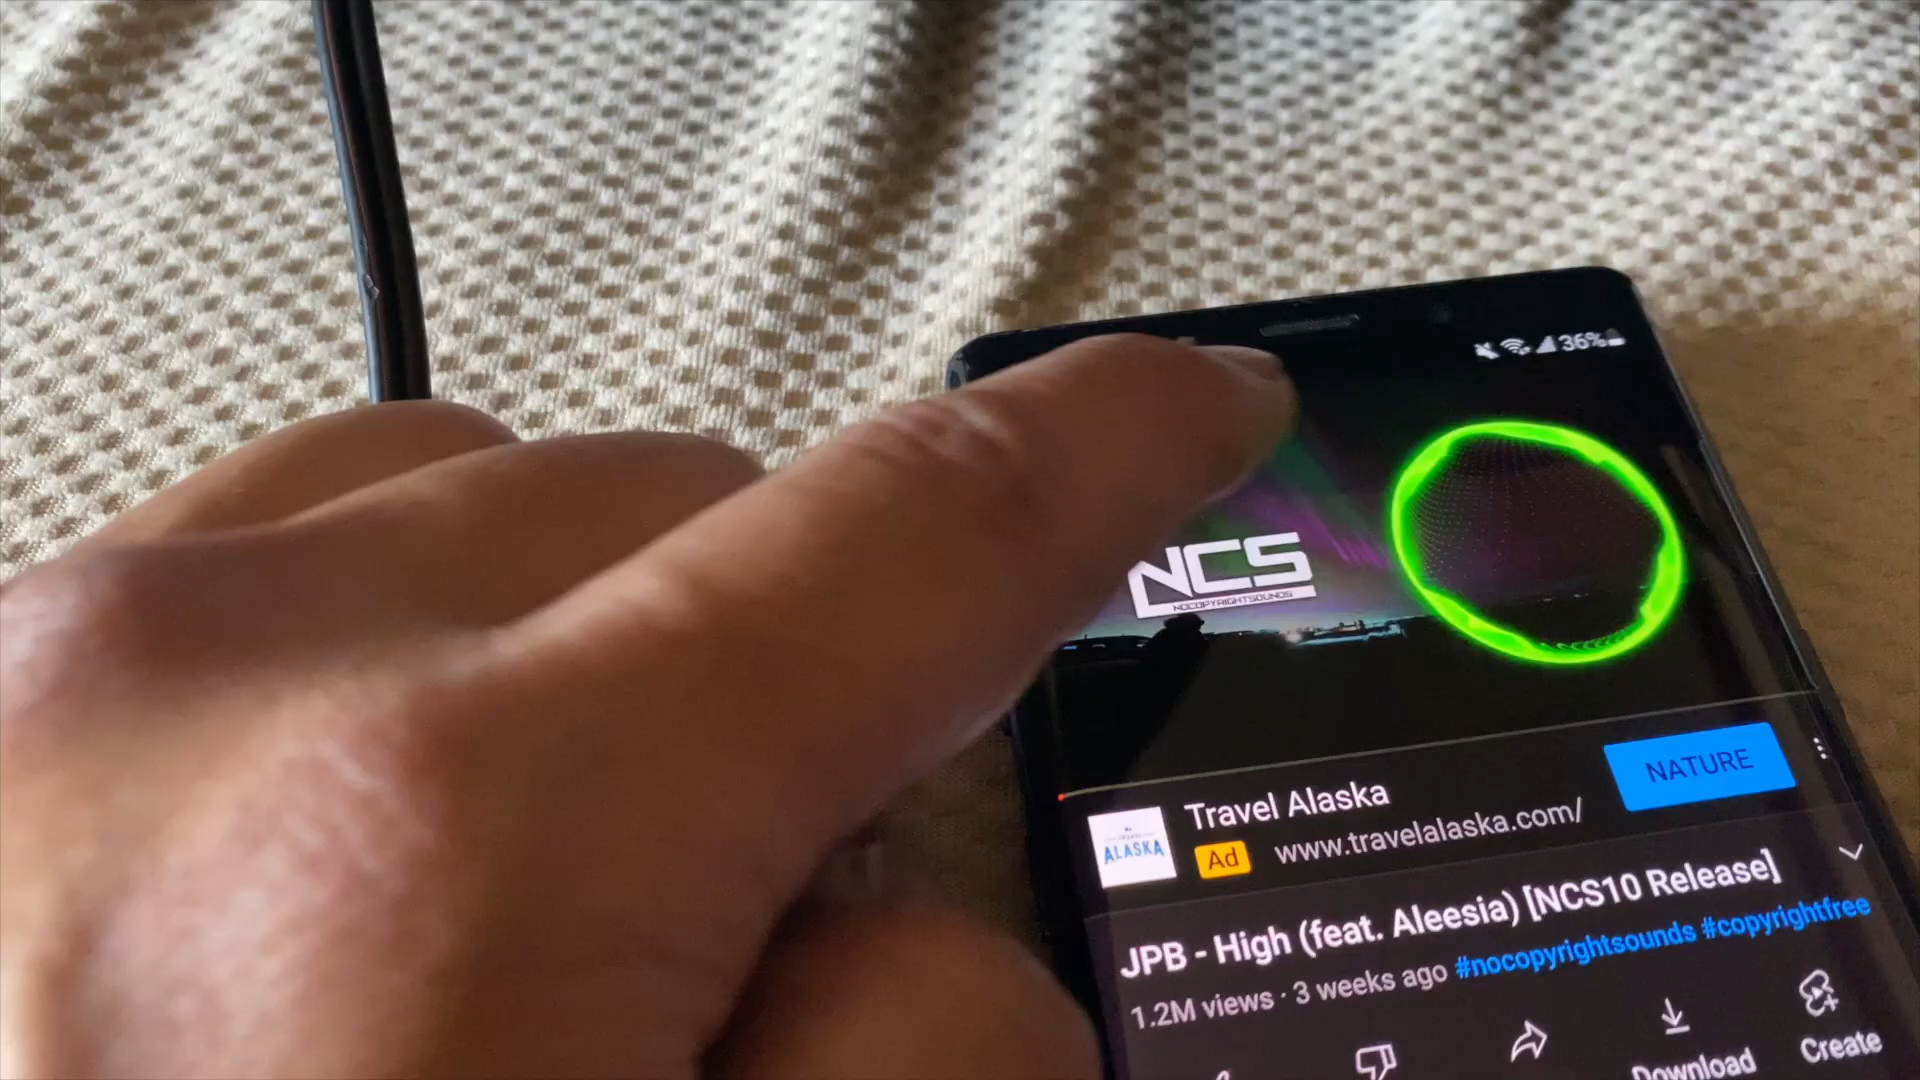 36%
NCS
NOCOPYRIGHTSOUNDS
Travel Alaska
NATURE
ALASKA
Ad www.travelalaska.com/
JPB - High (feat. Aleesia) [NCS10 Release]
1.2M views · 3 weeks ago #nocopyrightsounds #copyrightfree
Download
Create